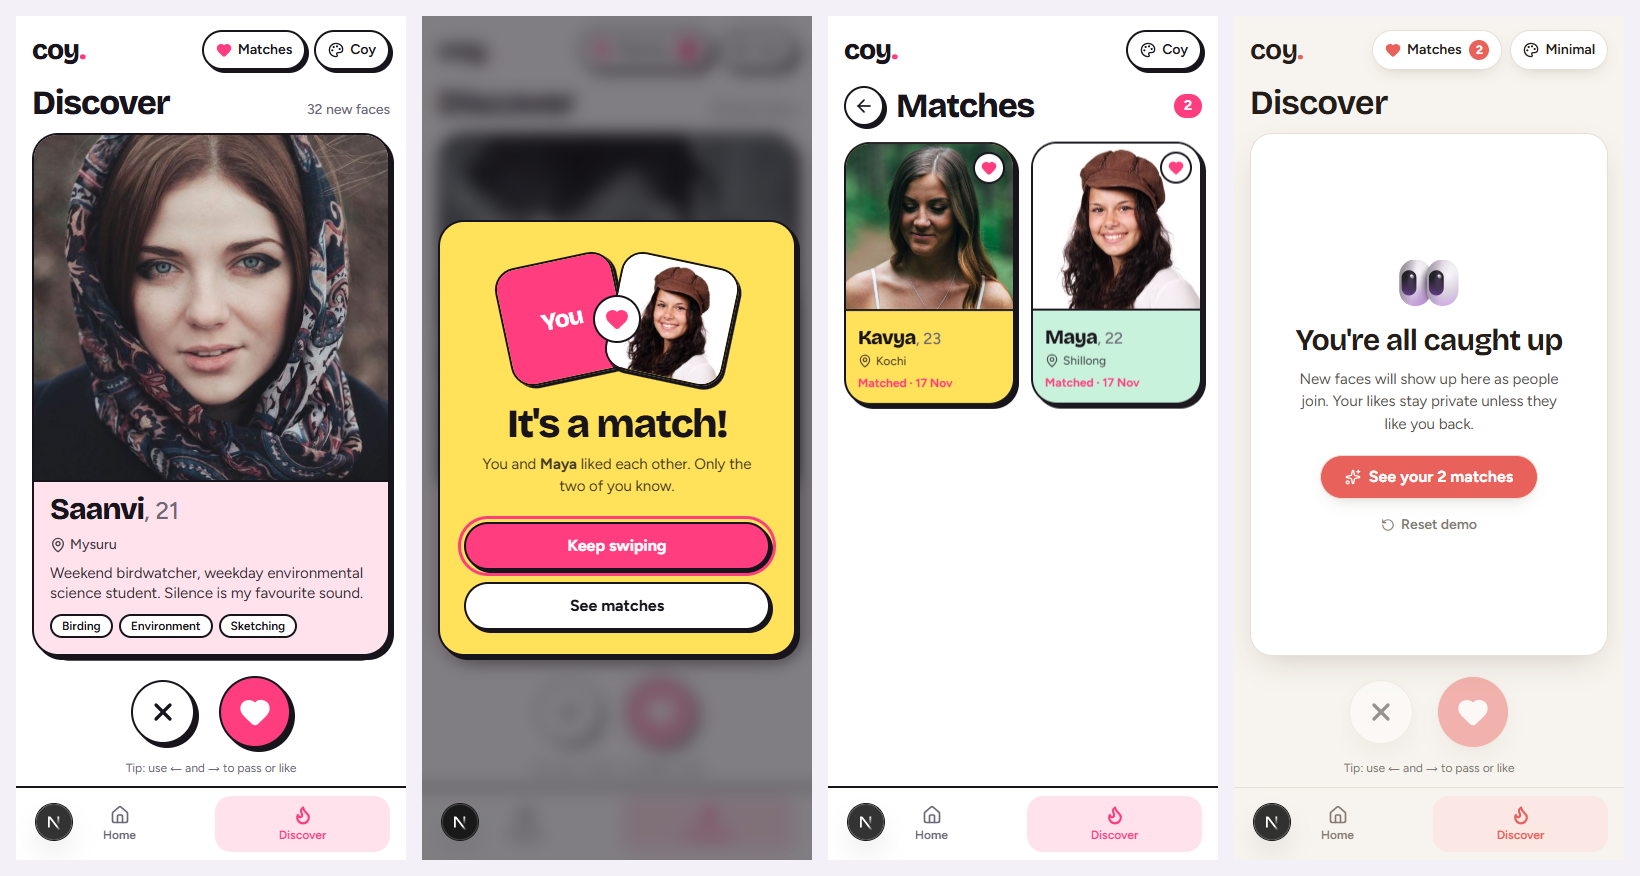 coy.
Matches
Coy
Discover
32 new faces
Saanvi, 21
Mysuru
Weekend birdwatcher, weekday environmental
science student. Silence is my favourite sound.
Birding
Environment
Sketching
Tip: use ← and → to pass or like
N
Home
Discover
You
It's a match!
You and Maya liked each other. Only the
two of you know.
Keep swiping
See matches
N
coy.
Coy
Matches
2
Kavya, 23
Kochi
Matched · 17 Nov
Maya, 22
Shillong
Matched · 17 Nov
N
Home
Discover
coy.
Matches 2
Minimal
Discover
You're all caught up
New faces will show up here as people
join. Your likes stay private unless they
like you back.
See your 2 matches
Reset demo
Tip: use ← and → to pass or like
N
Home
Discover